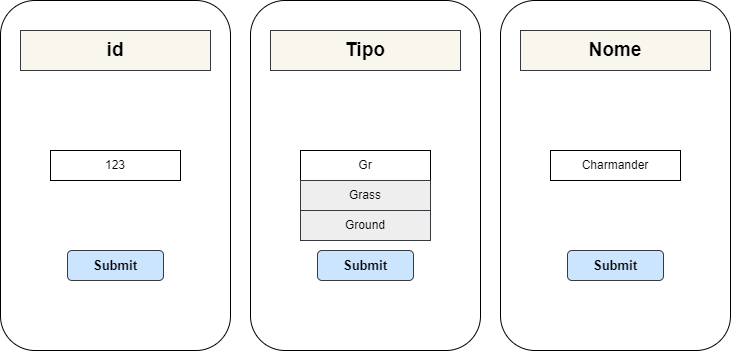 id
123
Submit
Tipo
Gr
Grass
Ground
Submit
Nome
Charmander
Submit